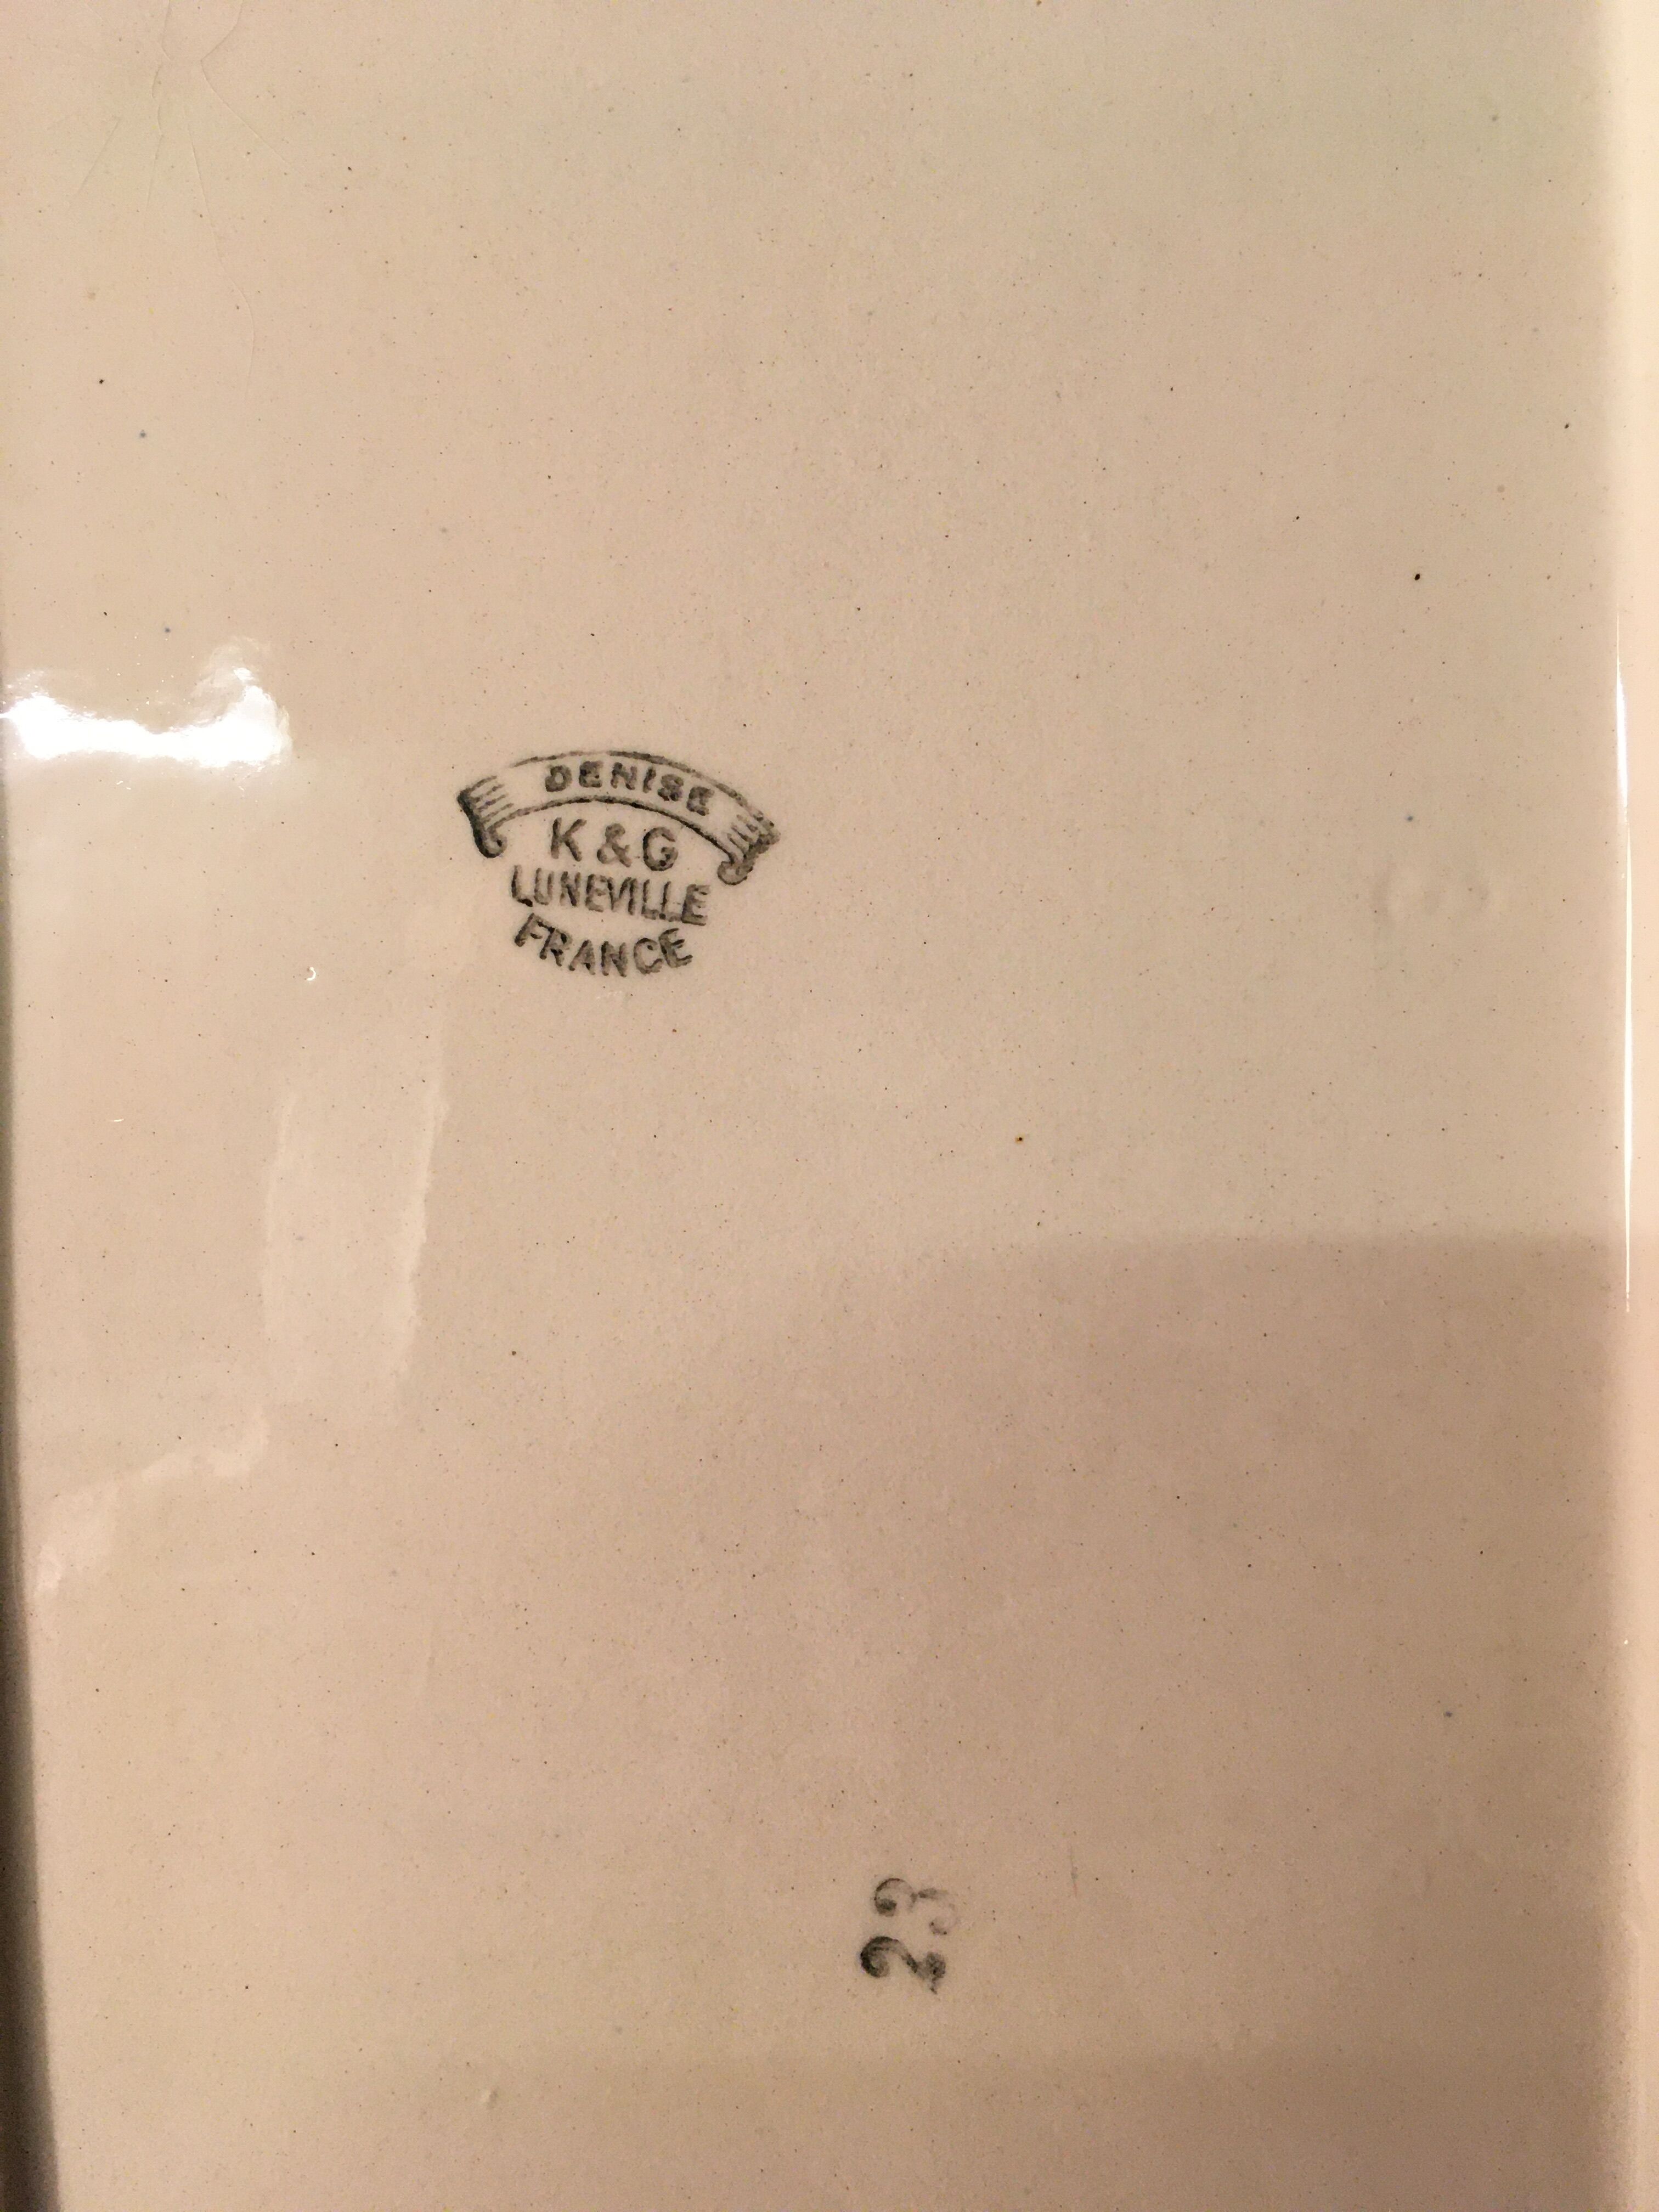 DENISE
K & G
LUNEVILLE
FRANCE
23